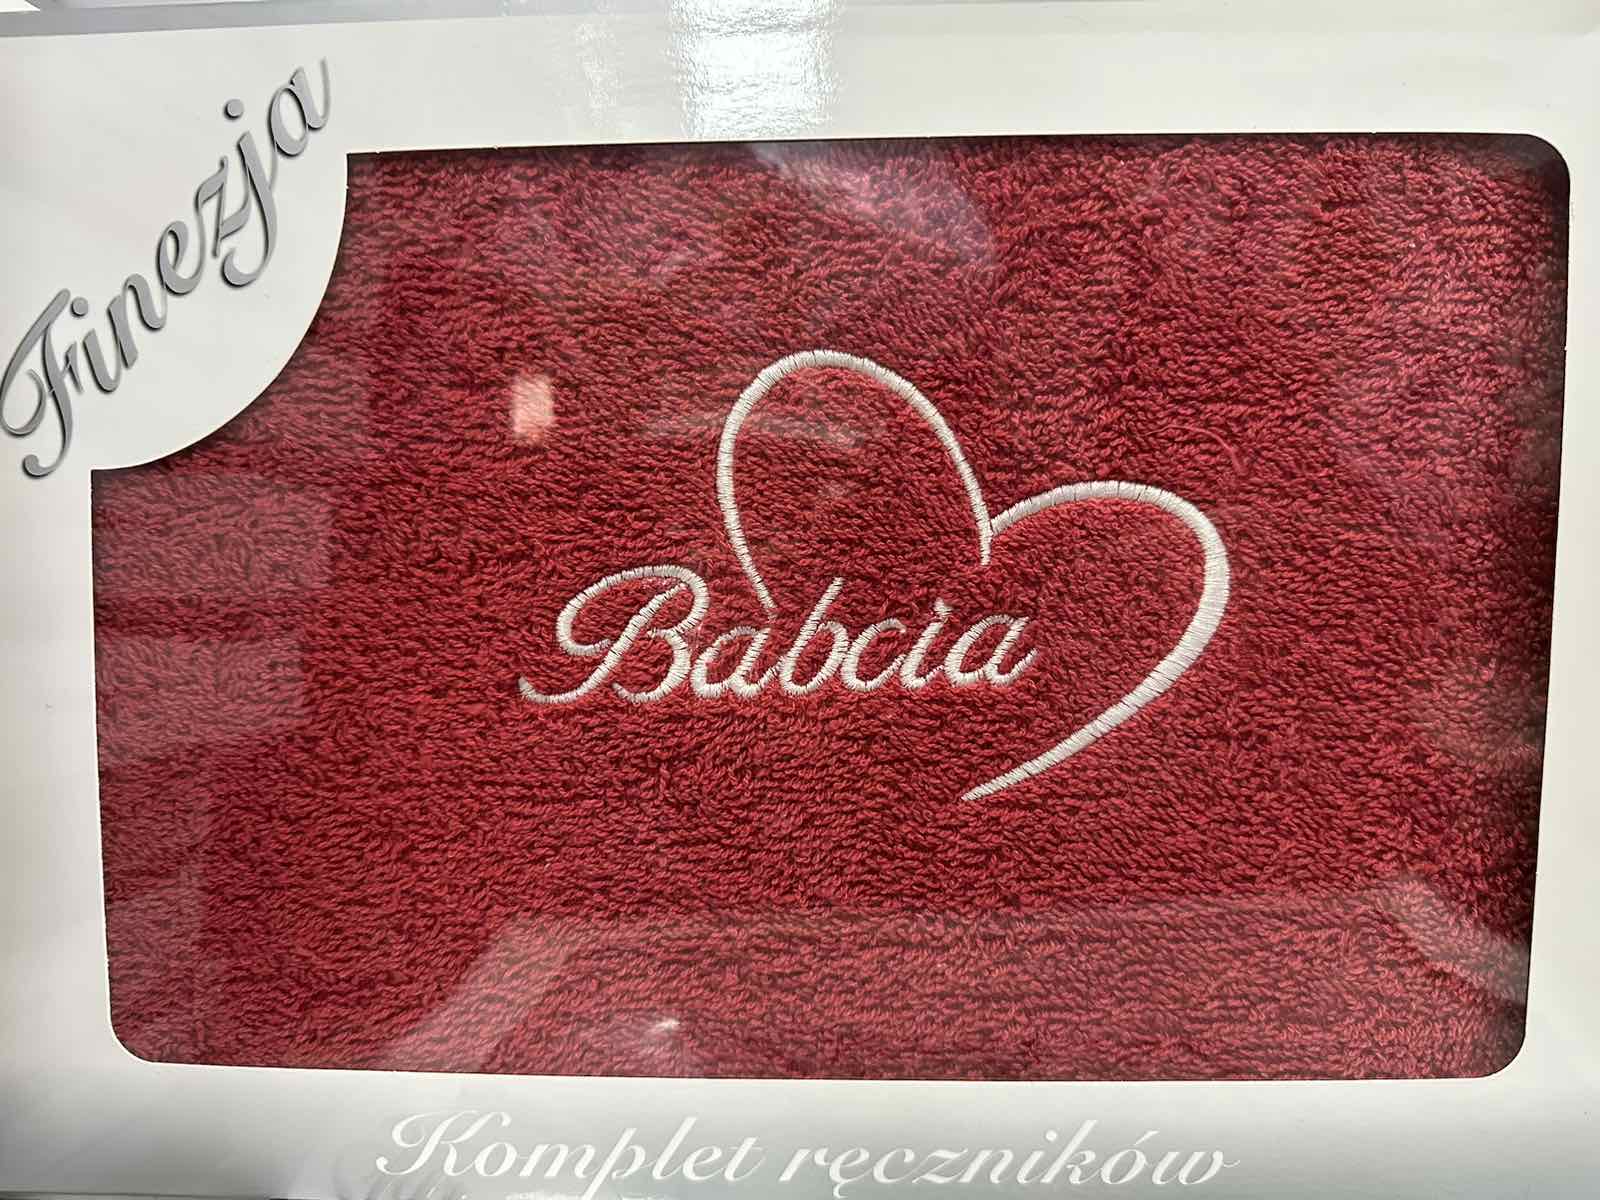 Finezja
Babcia
Komplet ręczników